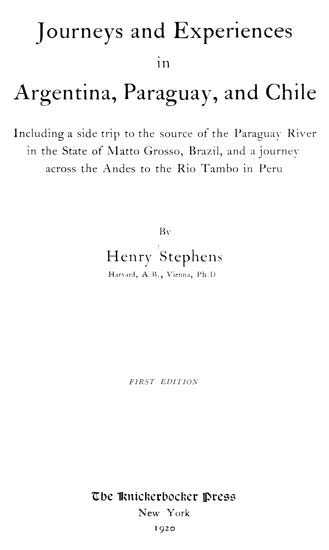 Journeys and Experiences
in
Argentina, Paraguay, and Chile
Including a side trip to the source of the Paraguay River
in the State of Matto Grosso, Brazil, and a journey
across the Andes to the Rio Tambo in Peru
By
Henry Stephens
Harvard, A.B., Vienna, Ph.D
FIRST EDITION
The Knickerbocker Press
New York
1920